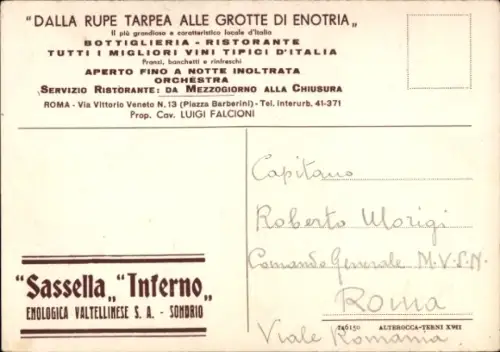 "DALLA RUPE TARPEA ALLE GROTTE DI ENOTRIA„
Il più grandioso e caratteristico locale d'Italia
BOTTIGLIERIA - RISTORANTE
TUTTI I MIGLIORI VINI TIPICI D'ITALIA
Pranzi, banchetti e rinfreschi
APERTO FINO A NOTTE INOLTRATA
ORCHESTRA
SERVIZIO RISTORANTE: DA MEZZOGIORNO ALLA CHIUSURA
ROMA - Via Vittorio Veneto N. 13 (Piazza Barberini) - Tel. interurb. 41-371
Prop. Cav. LUIGI FALCIONI
Capitano
Roberto Morigi
Comando Generale M.V.S.N.
Roma
Viale Romania
"Sassella„ "Inferno„
ENOLOGICA VALTELLINESE S. A. - SONDRIO
ALTEROCCA-TERNI